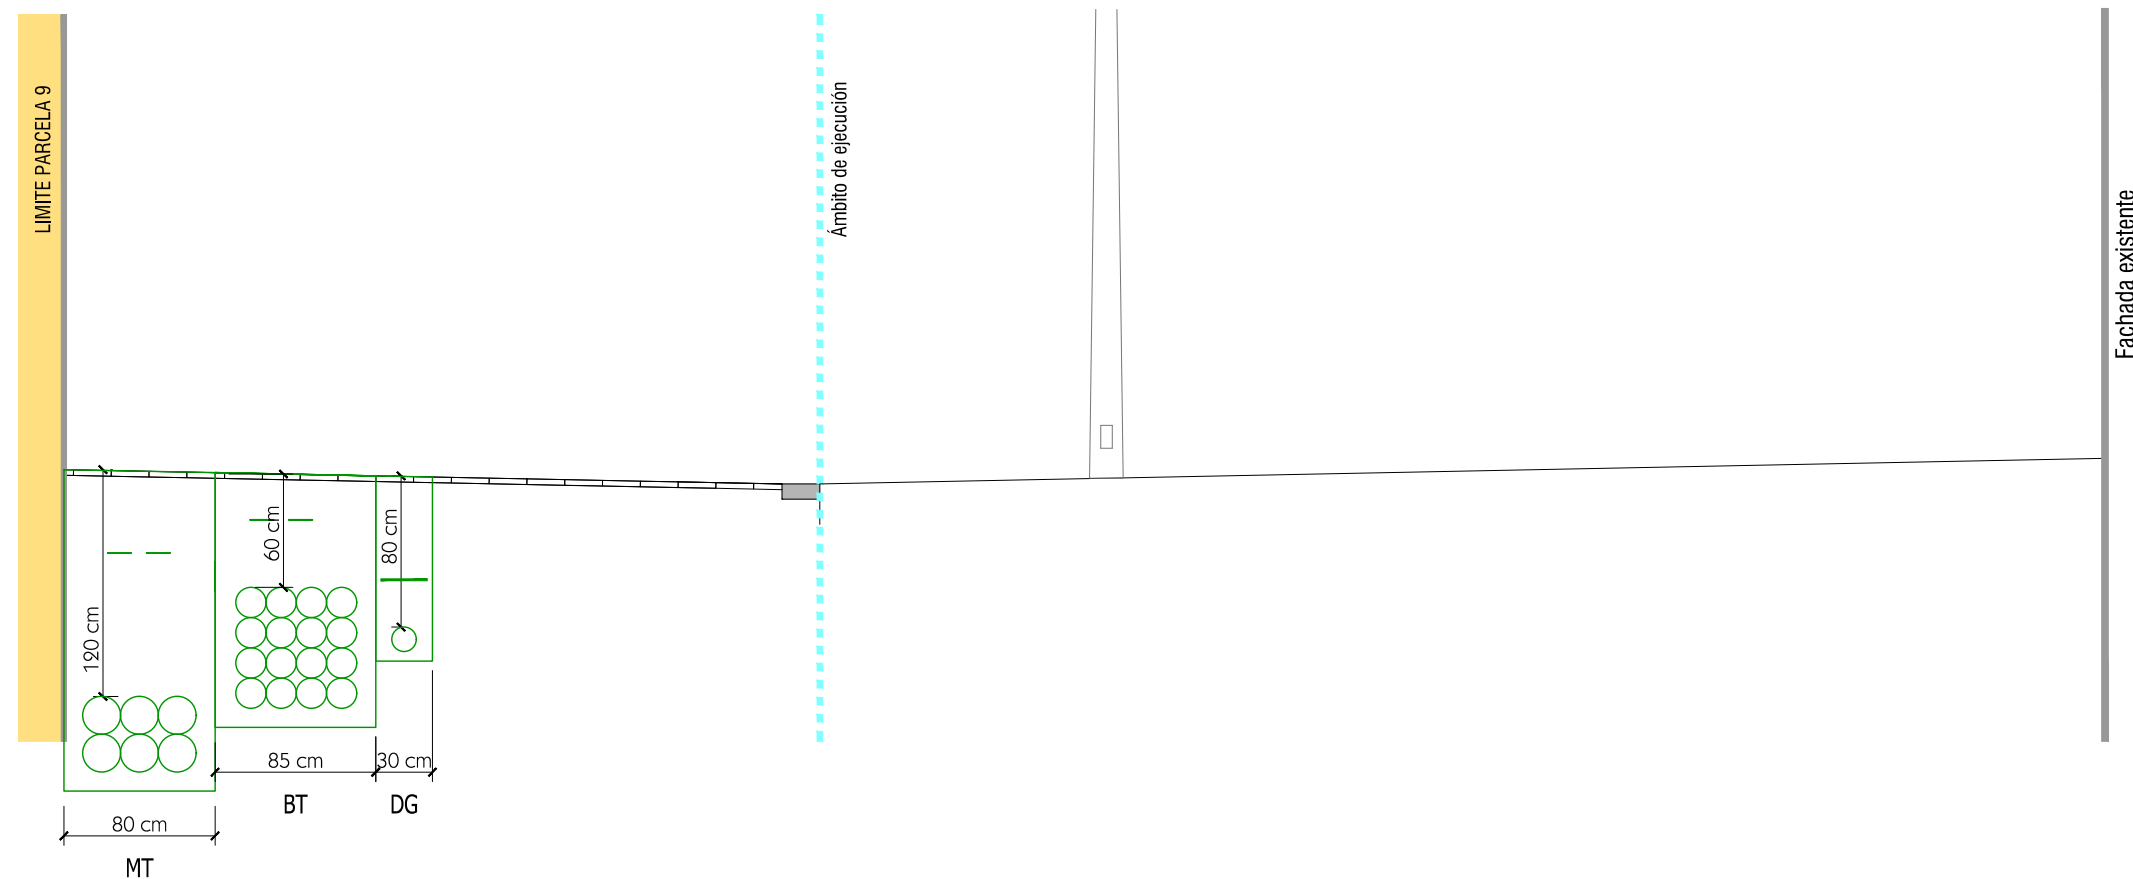 LIMITE PARCELA 9
Ámbito de ejecución
Fachada existente
120 cm
60 cm
80 cm
85 cm
30 cm
BT
DG
80 cm
MT